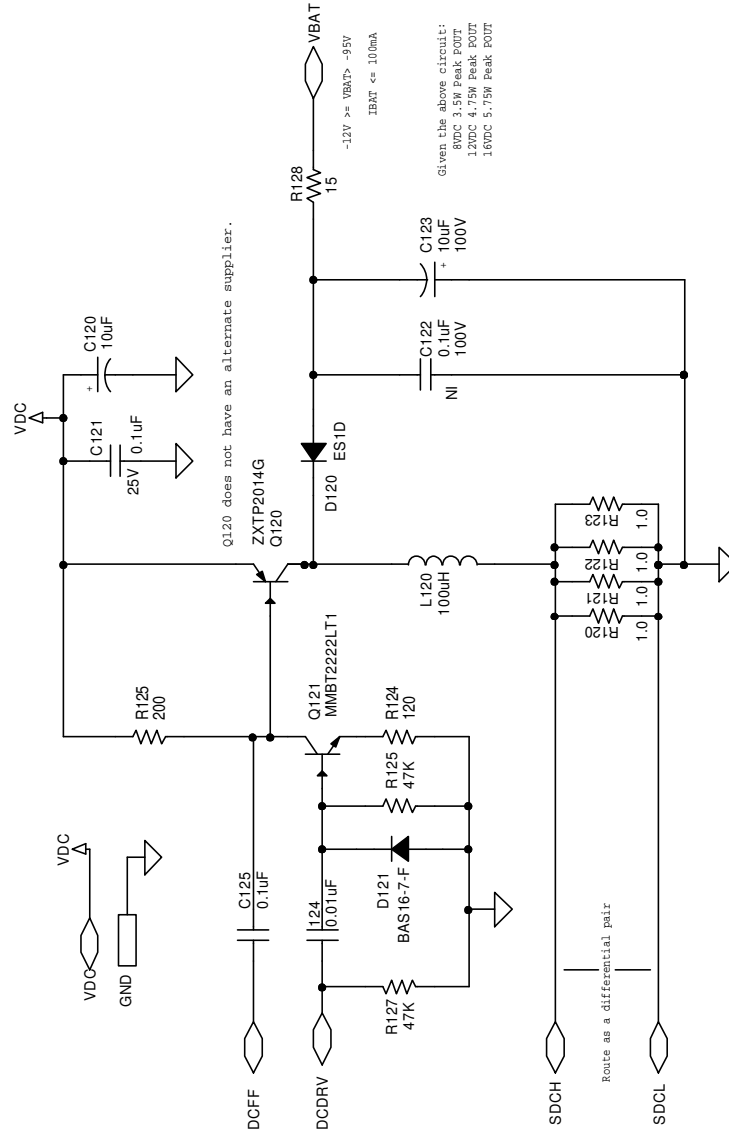 VDC
VDC
GND
VDC
C121
0.1uF
25V
C120
10uF
Q120 does not have an alternate supplier.
R125
200
ZXTP2014G
Q120
DCFF
C125
0.1uF
DCDRV
124
0.01uF
R127
47K
D121
BAS16-7-F
R125
47K
Q121
MMBT2222LT1
R124
120
D120
ES1D
L120
100uH
R128
15
VBAT
-12V >= VBAT> -95V
IBAT <= 100mA
C122
0.1uF
100V
NI
C123
10uF
100V
Given the above circuit:
8VDC 3.5W Peak POUT
12VDC 4.75W Peak POUT
16VDC 5.75W Peak POUT
SDCH
SDCL
Route as a differential pair
R120
1.0
R121
1.0
R122
1.0
R123
1.0
+
+